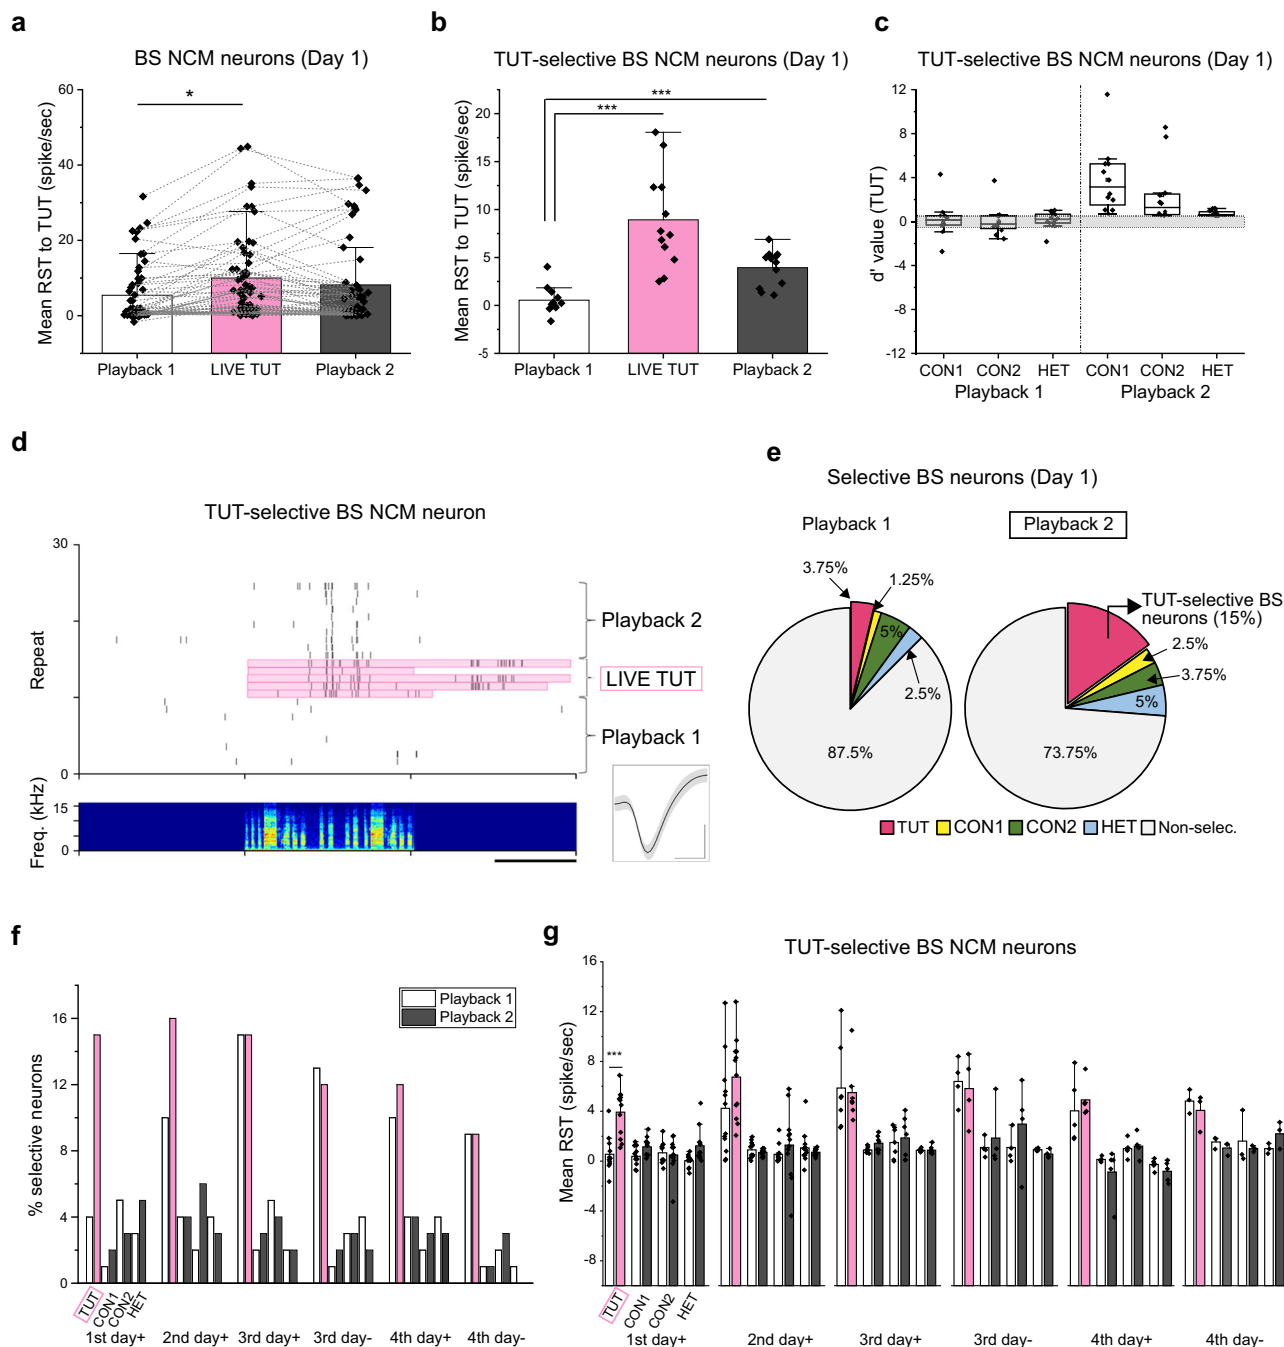 a
BS NCM neurons (Day 1)
Mean RST to TUT (spike/sec)
60
40
20
0
*
Playback 1
LIVE TUT
Playback 2
b
TUT-selective BS NCM neurons (Day 1)
Mean RST to TUT (spike/sec)
20
15
10
5
0
-5
***
***
Playback 1
LIVE TUT
Playback 2
c
TUT-selective BS NCM neurons (Day 1)
d' value (TUT)
12
8
4
0
-4
-12
CON1
CON2
HET
CON1
CON2
HET
Playback 1
Playback 2
d
TUT-selective BS NCM neuron
Repeat
30
0
Playback 2
LIVE TUT
Playback 1
Freq. (kHz)
15
0
e
Selective BS neurons (Day 1)
Playback 1
Playback 2
3.75%
1.25%
5%
2.5%
87.5%
TUT-selective BS
neurons (15%)
2.5%
3.75%
5%
73.75%
TUT
CON1
CON2
HET
Non-selec.
f
% selective neurons
16
12
8
4
0
Playback 1
Playback 2
TUT
CON1
CON2
HET
1st day+
2nd day+
3rd day+
3rd day-
4th day+
4th day-
g
TUT-selective BS NCM neurons
Mean RST (spike/sec)
16
12
8
4
0
-8
***
TUT
CON1
CON2
HET
1st day+
2nd day+
3rd day+
3rd day-
4th day+
4th day-